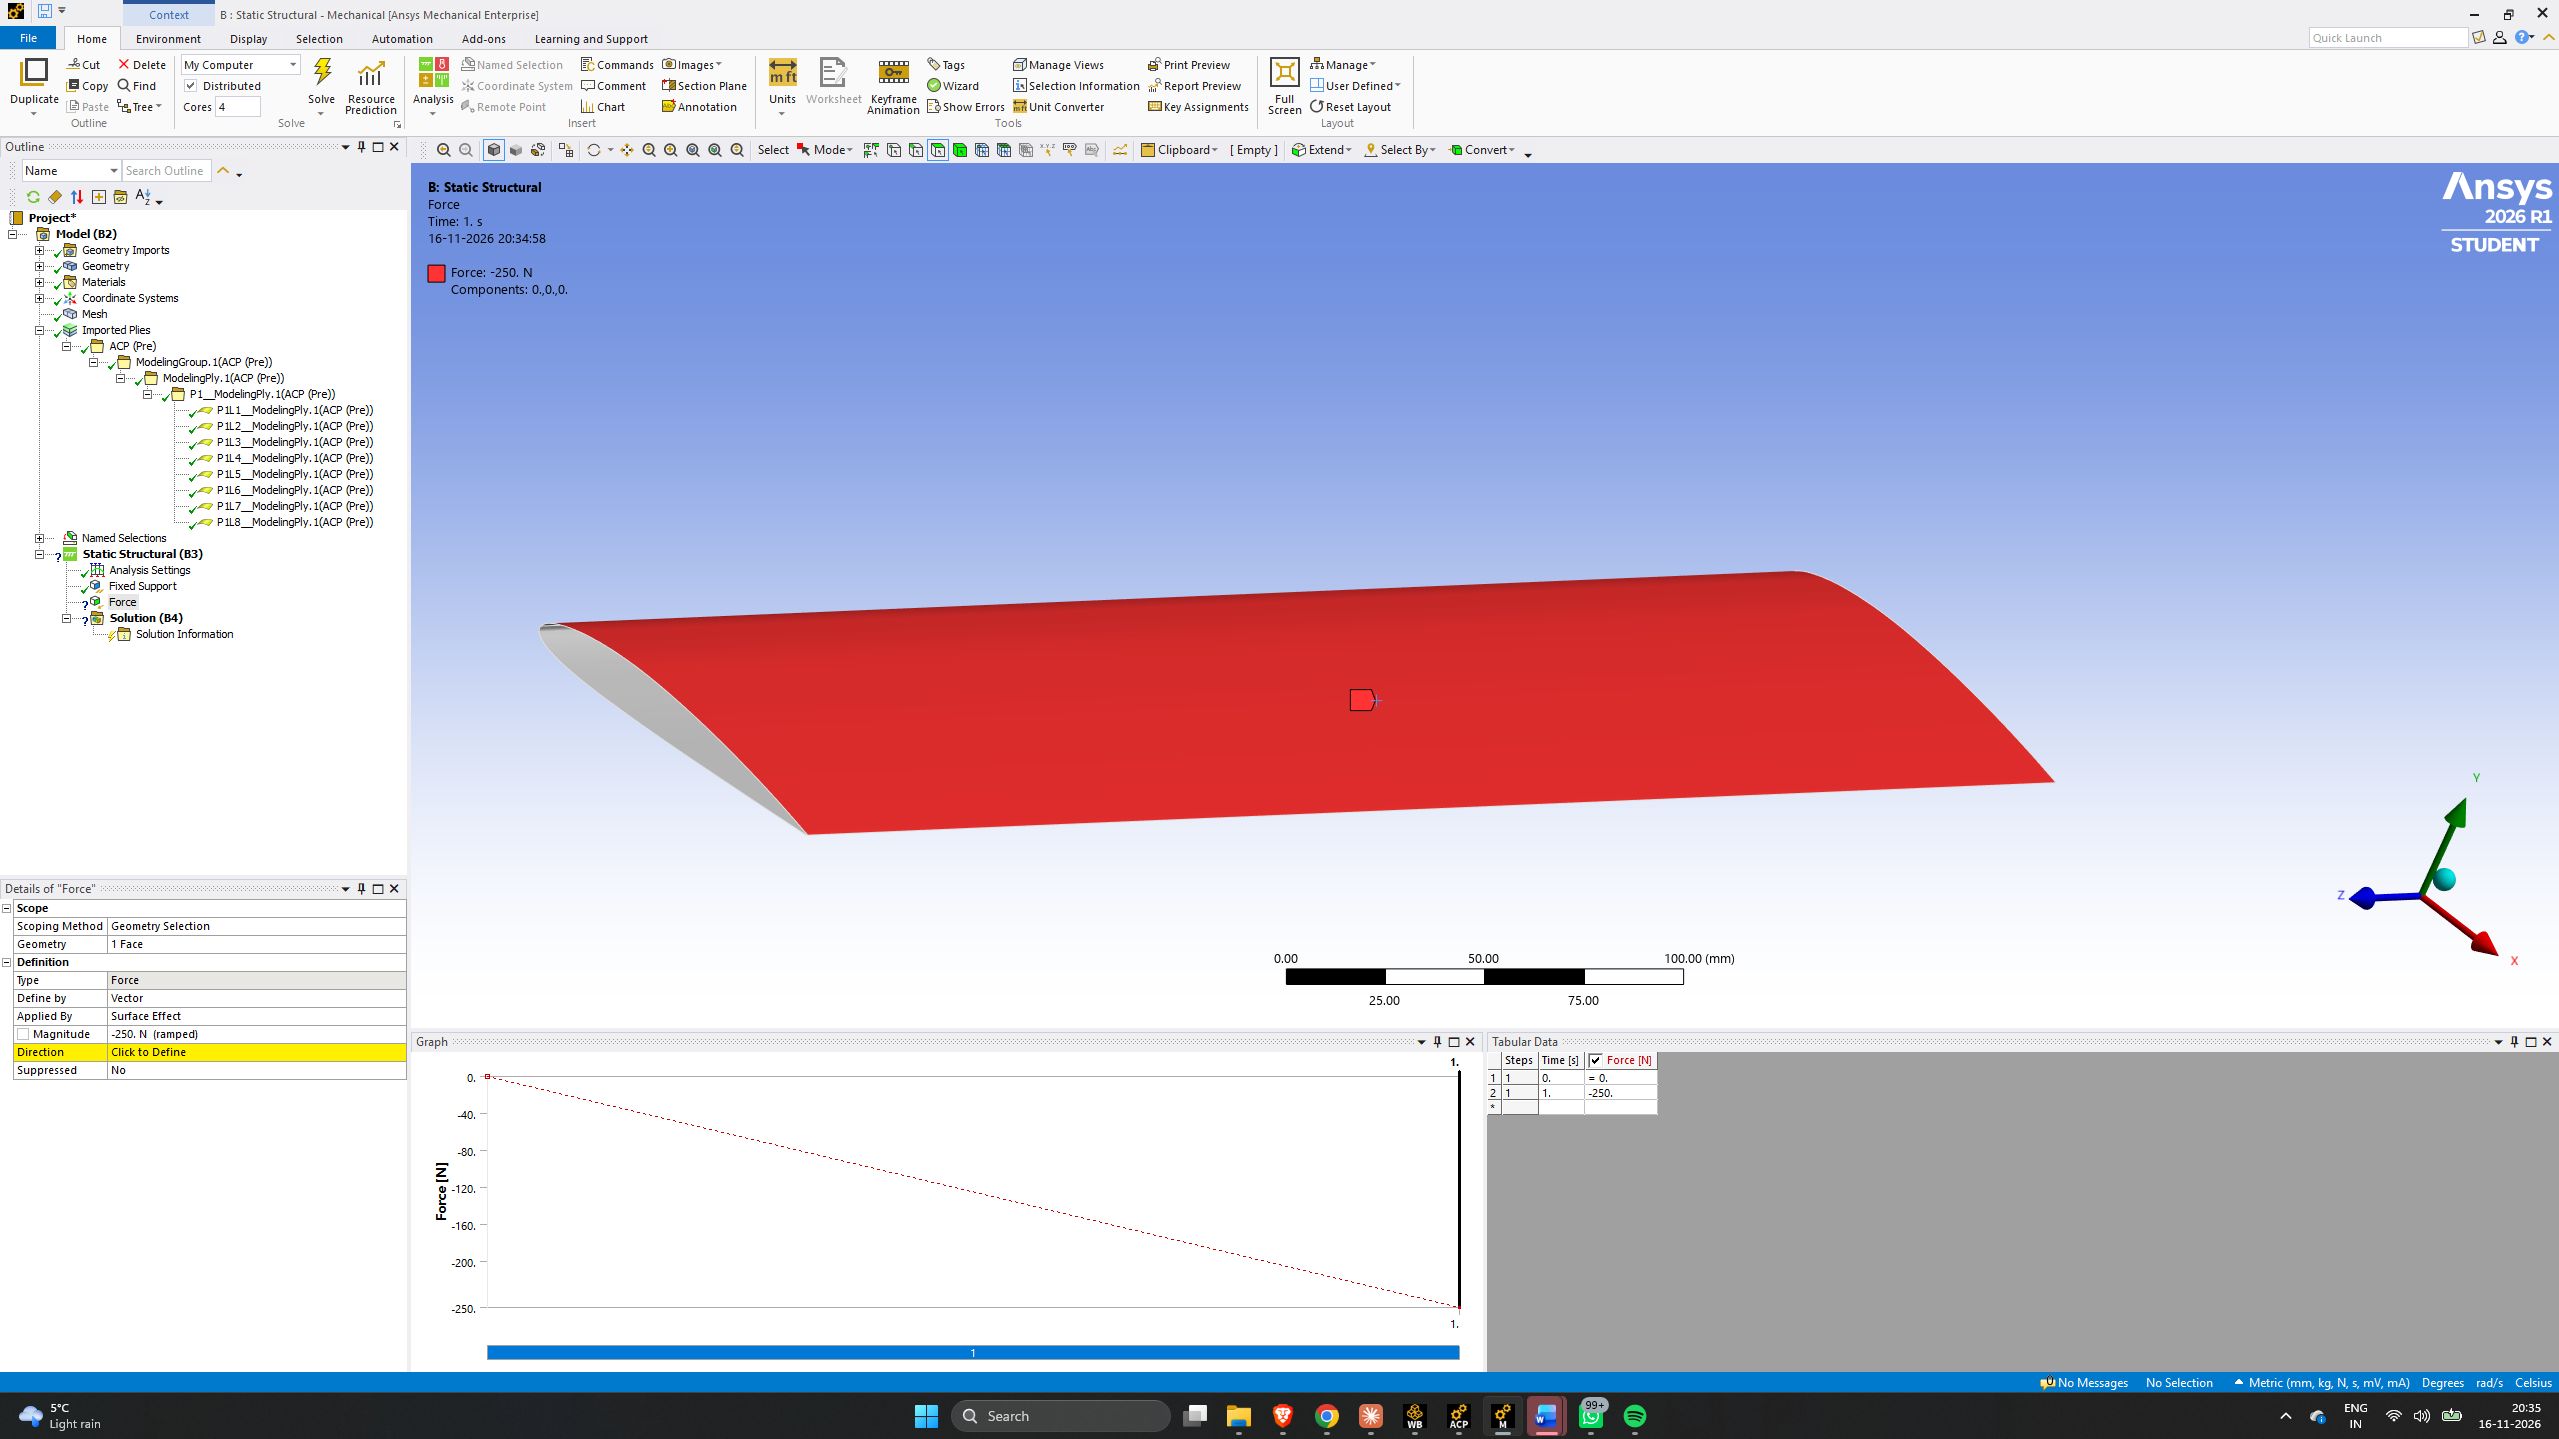 Context
B : Static Structural - Mechanical [Ansys Mechanical Enterprise]
File Home Environment Display Selection Automation Add-ons Learning and Support
Quick Launch
Duplicate
Cut
Copy
Paste
Delete
Find
Tree
Outline
My Computer
Distributed
Cores 4
Solve
Resource Prediction
Solve
Analysis
Named Selection
Coordinate System
Remote Point
Commands
Comment
Chart
Images
Section Plane
Annotation
Insert
Units
Worksheet
Keyframe Animation
Tags
Wizard
Show Errors
Manage Views
Selection Information
Unit Converter
Print Preview
Report Preview
Key Assignments
Tools
Full Screen
Manage
User Defined
Reset Layout
Layout
Outline
Name Search Outline
Select Mode Clipboard [ Empty ] Extend Select By Convert
Project*
Model (B2)
Geometry Imports
Geometry
Materials
Coordinate Systems
Mesh
Imported Plies
ACP (Pre)
ModelingGroup.1(ACP (Pre))
ModelingPly.1(ACP (Pre))
P1__ModelingPly.1(ACP (Pre))
P1L1__ModelingPly.1(ACP (Pre))
P1L2__ModelingPly.1(ACP (Pre))
P1L3__ModelingPly.1(ACP (Pre))
P1L4__ModelingPly.1(ACP (Pre))
P1L5__ModelingPly.1(ACP (Pre))
P1L6__ModelingPly.1(ACP (Pre))
P1L7__ModelingPly.1(ACP (Pre))
P1L8__ModelingPly.1(ACP (Pre))
Named Selections
Static Structural (B3)
Analysis Settings
Fixed Support
Force
Solution (B4)
Solution Information
B: Static Structural
Force
Time: 1. s
16-11-2026 20:34:58
Force: -250. N
Components: 0.,0.,0.
Ansys
2026 R1
STUDENT
Y
Z
X
0.00 50.00 100.00 (mm)
25.00 75.00
Details of "Force"
Scope
Scoping Method Geometry Selection
Geometry 1 Face
Definition
Type Force
Define by Vector
Applied By Surface Effect
Magnitude -250. N (ramped)
Direction Click to Define
Suppressed No
Graph
1.
0.
-40.
-80.
-120.
-160.
-200.
-250.
Force [N]
1.
1
Tabular Data
Steps Time [s] Force [N]
1 1 0. = 0.
2 1 1. -250.
*
No Messages No Selection Metric (mm, kg, N, s, mV, mA) Degrees rad/s Celsius
5°C
Light rain
Search
WB
ACP
M
99+
ENG
IN
20:35
16-11-2026